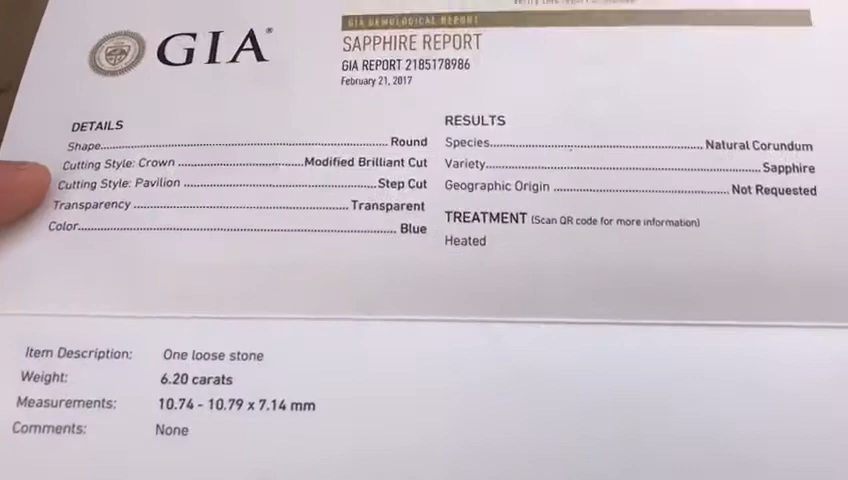 GIA®
GIA GEMOLOGICAL REPORT
SAPPHIRE REPORT
GIA REPORT 2185178986
February 21, 2017
DETAILS
Shape.......................................................................... Round
Cutting Style: Crown ................................Modified Brilliant Cut
Cutting Style: Pavilion ................................................Step Cut
Transparency ...................................................... Transparent
Color............................................................................ Blue
RESULTS
Species..................................................... Natural Corundum
Variety.................................................................... Sapphire
Geographic Origin ........................................... Not Requested
TREATMENT (Scan QR code for more information)
Heated
Item Description: One loose stone
Weight: 6.20 carats
Measurements: 10.74 - 10.79 x 7.14 mm
Comments: None